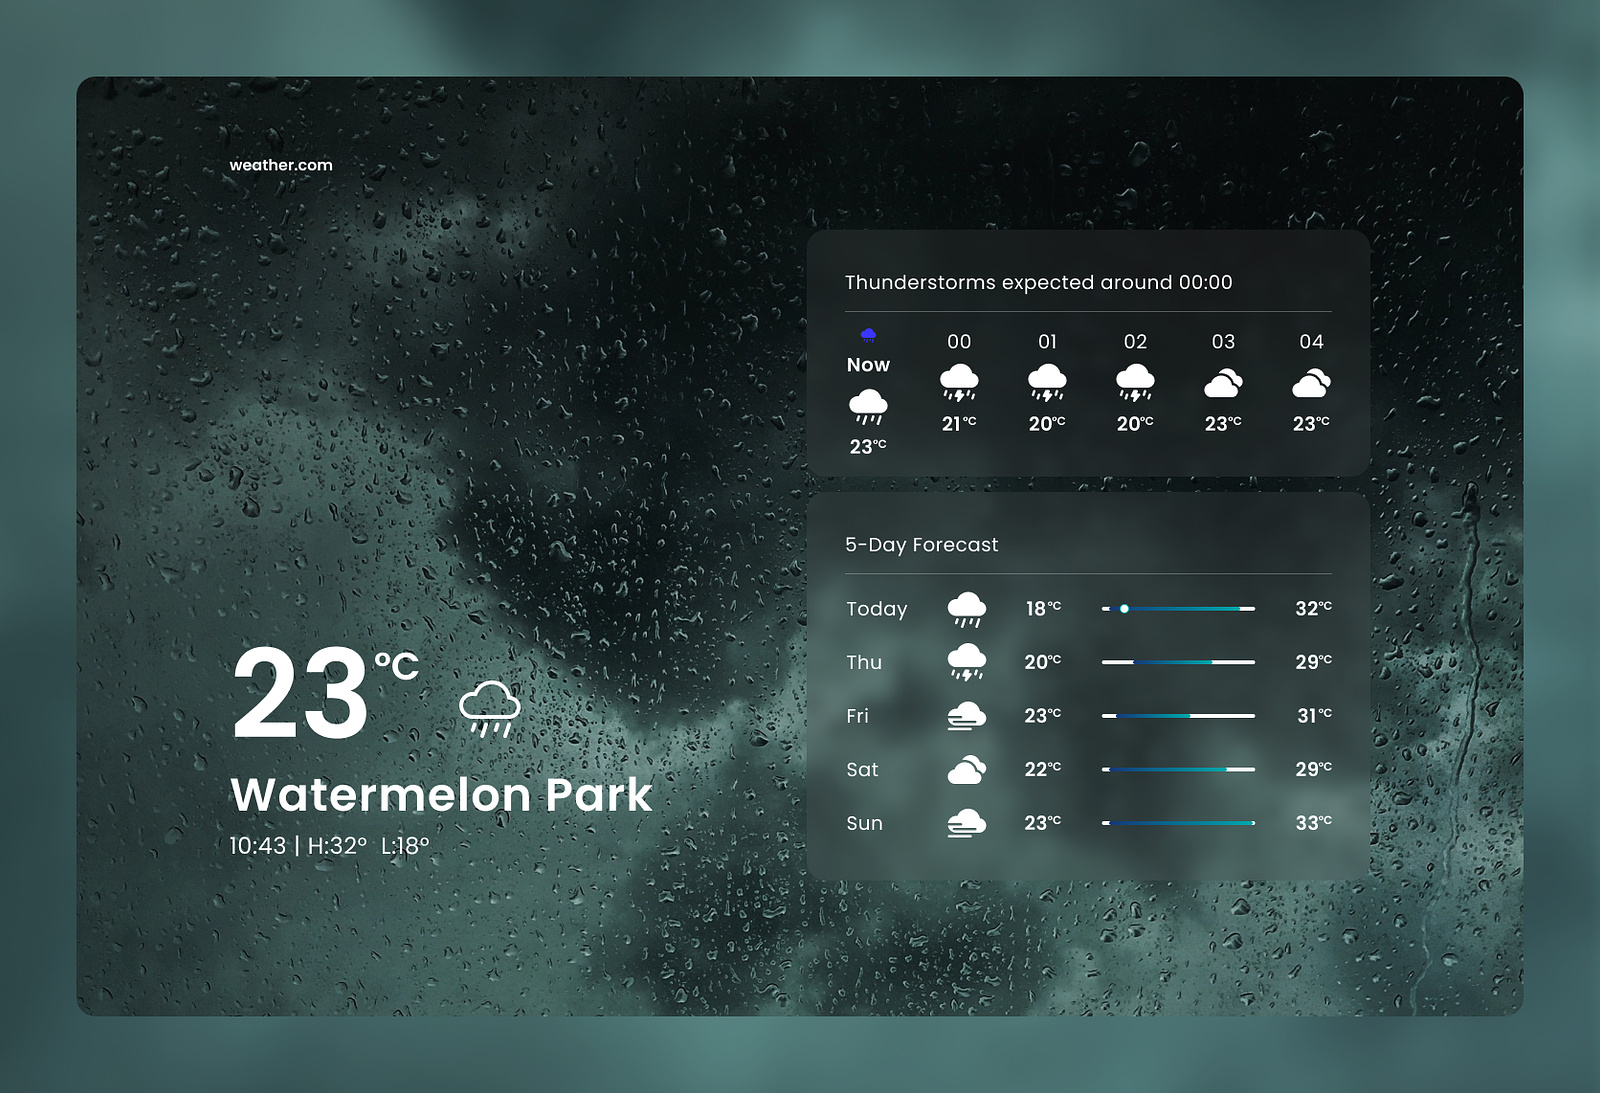 weather.com
23°C
Watermelon Park
10:43 | H:32° L:18°
Thunderstorms expected around 00:00
Now 00 01 02 03 04
23°C 21°C 20°C 20°C 23°C 23°C
5-Day Forecast
Today 18°C 32°C
Thu 20°C 29°C
Fri 23°C 31°C
Sat 22°C 29°C
Sun 23°C 33°C